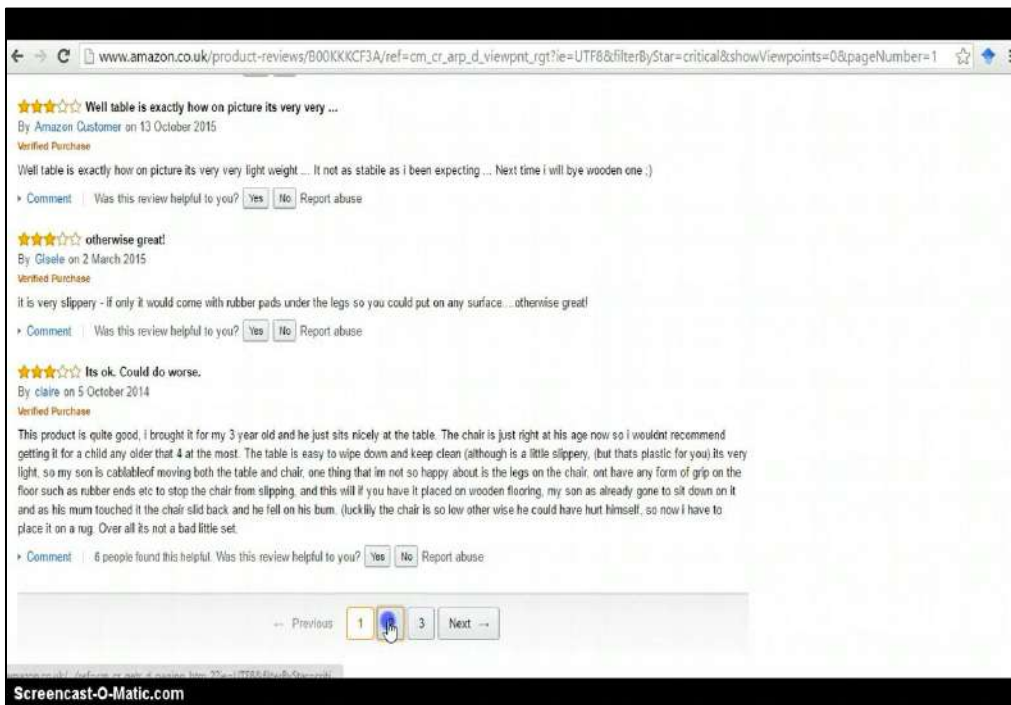 www.amazon.co.uk/product-reviews/B00KKKCF3A/ref=cm_cr_arp_d_viewpnt_rgt?ie=UTF8&filterByStar=critical&showViewpoints=0&pageNumber=1
Well table is exactly how on picture its very very ...
By Amazon Customer on 13 October 2015
Verified Purchase
Well table is exactly how on picture its very very light weight ... It not as stabile as i been expecting ... Next time i will bye wooden one ;)
Comment Was this review helpful to you? Yes No Report abuse
otherwise great!
By Gisele on 2 March 2015
Verified Purchase
it is very slippery - if only it would come with rubber pads under the legs so you could put on any surface....otherwise great!
Comment Was this review helpful to you? Yes No Report abuse
Its ok. Could do worse.
By claire on 5 October 2014
Verified Purchase
This product is quite good, i brought it for my 3 year old and he just sits nicely at the table. The chair is just right at his age now so i wouldnt recommend
getting it for a child any older that 4 at the most. The table is easy to wipe down and keep clean (although is a little slippery, (but thats plastic for you) its very
light, so my son is cablableof moving both the table and chair, one thing that im not so happy about is the legs on the chair, ont have any form of grip on the
floor such as rubber ends etc to stop the chair from slipping, and this will if you have it placed on wooden flooring, my son as already gone to sit down on it
and as his mum touched it the chair slid back and he fell on his bum. (lucklily the chair is so low other wise he could have hurt himself, so now i have to
place it on a rug. Over all its not a bad little set.
Comment 6 people found this helpful. Was this review helpful to you? Yes No Report abuse
← Previous 1 3 Next →
Screencast-O-Matic.com